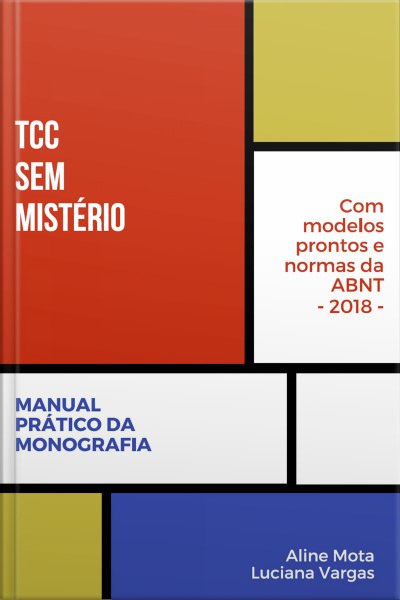 TCC
SEM
MISTÉRIO
Com
modelos
prontos e
normas da
ABNT
- 2018 -
MANUAL
PRÁTICO DA
MONOGRAFIA
Aline Mota
Luciana Vargas